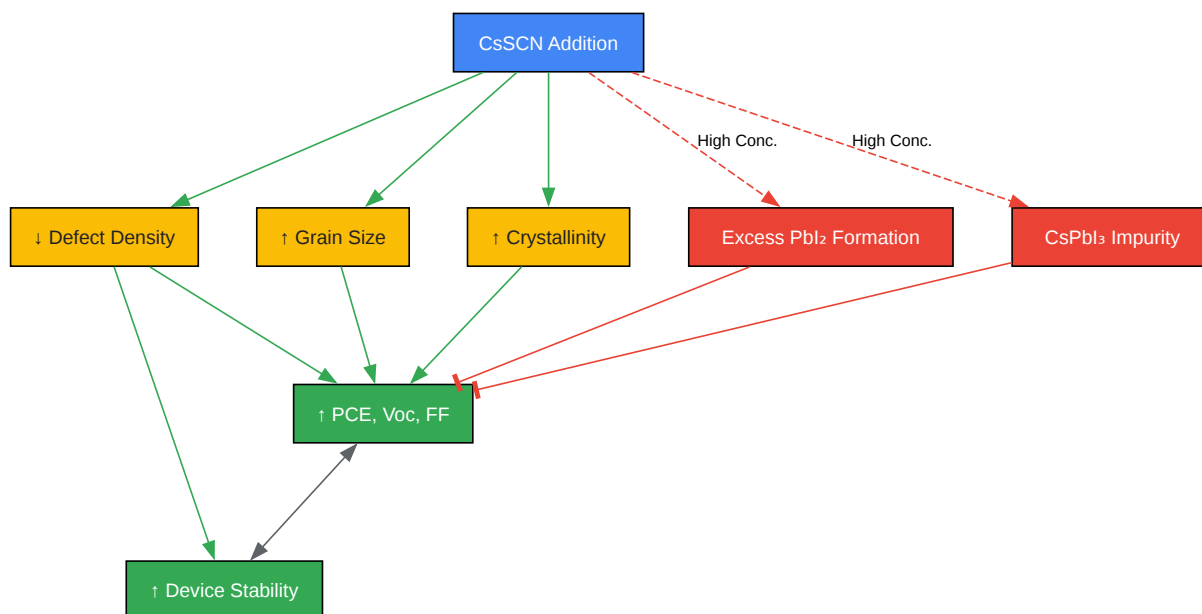 CsSCN Addition
High Conc.
High Conc.
↓ Defect Density
↑ Grain Size
↑ Crystallinity
Excess PbI₂ Formation
CsPbI₃ Impurity
↑ PCE, Voc, FF
↑ Device Stability